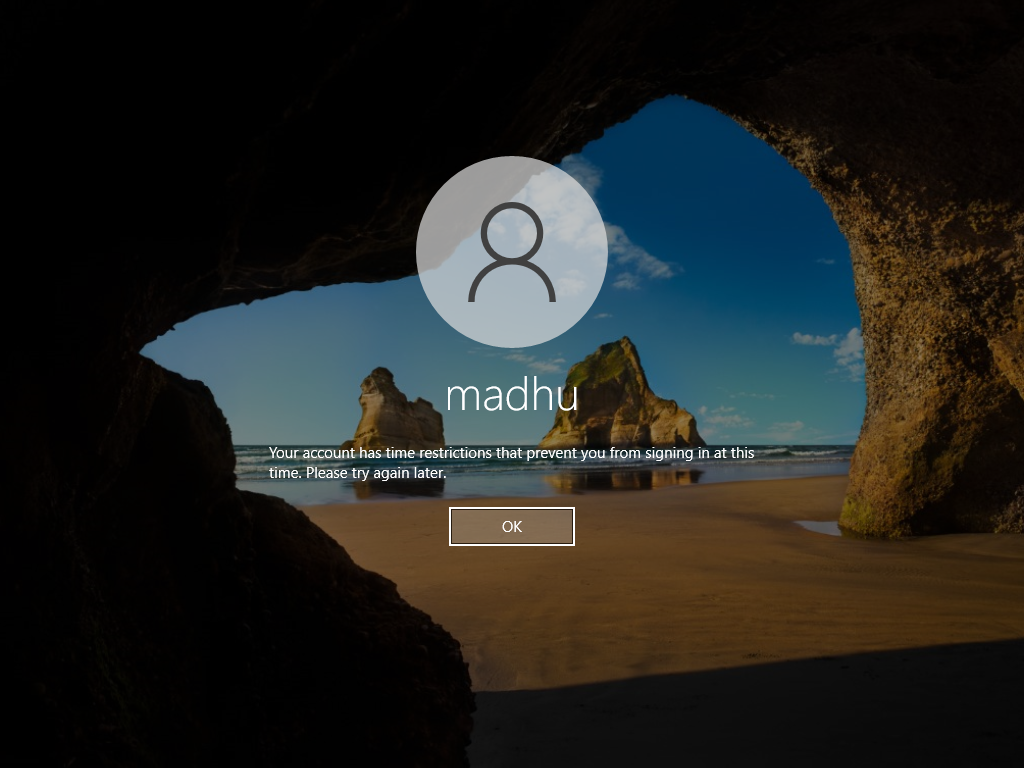 madhu
Your account has time restrictions that prevent you from signing in at this
time. Please try again later.
OK